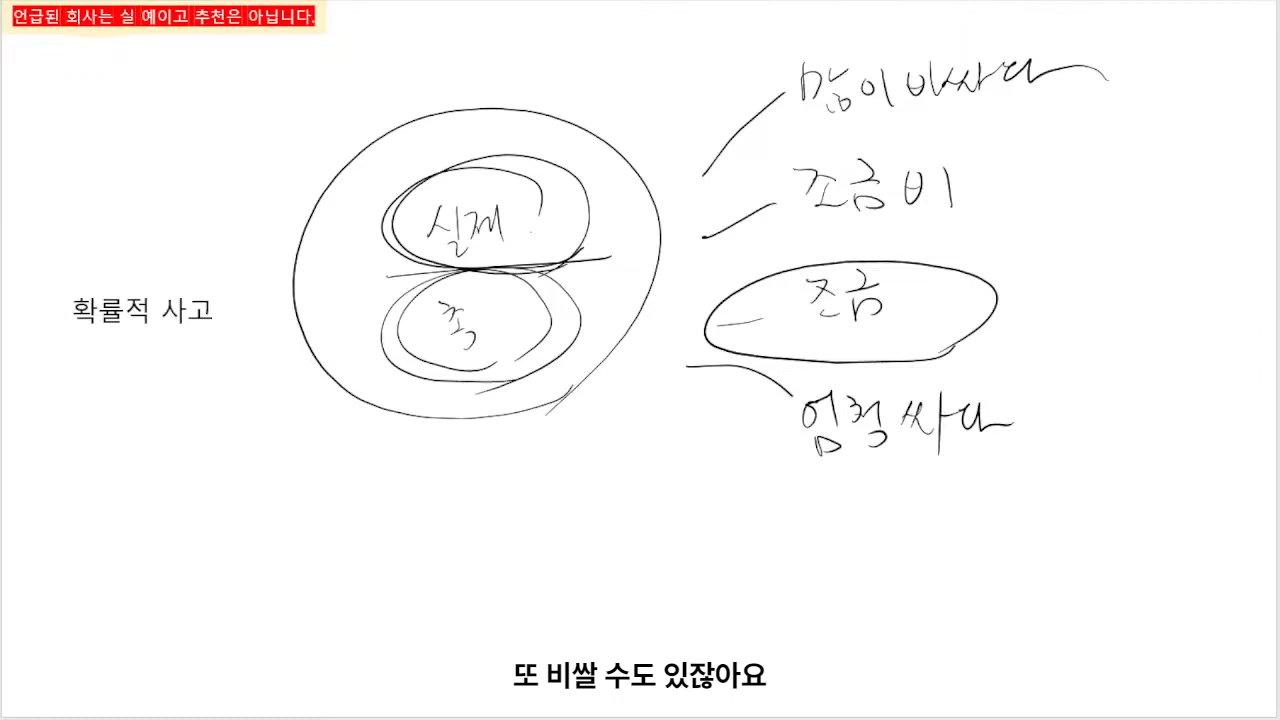 언급된 회사는 실 예이고 추천은 아닙니다.
많이 비싸다
조금 비
실제
조금
확률적 사고
촉
엄청 싸다
또 비쌀 수도 있잖아요